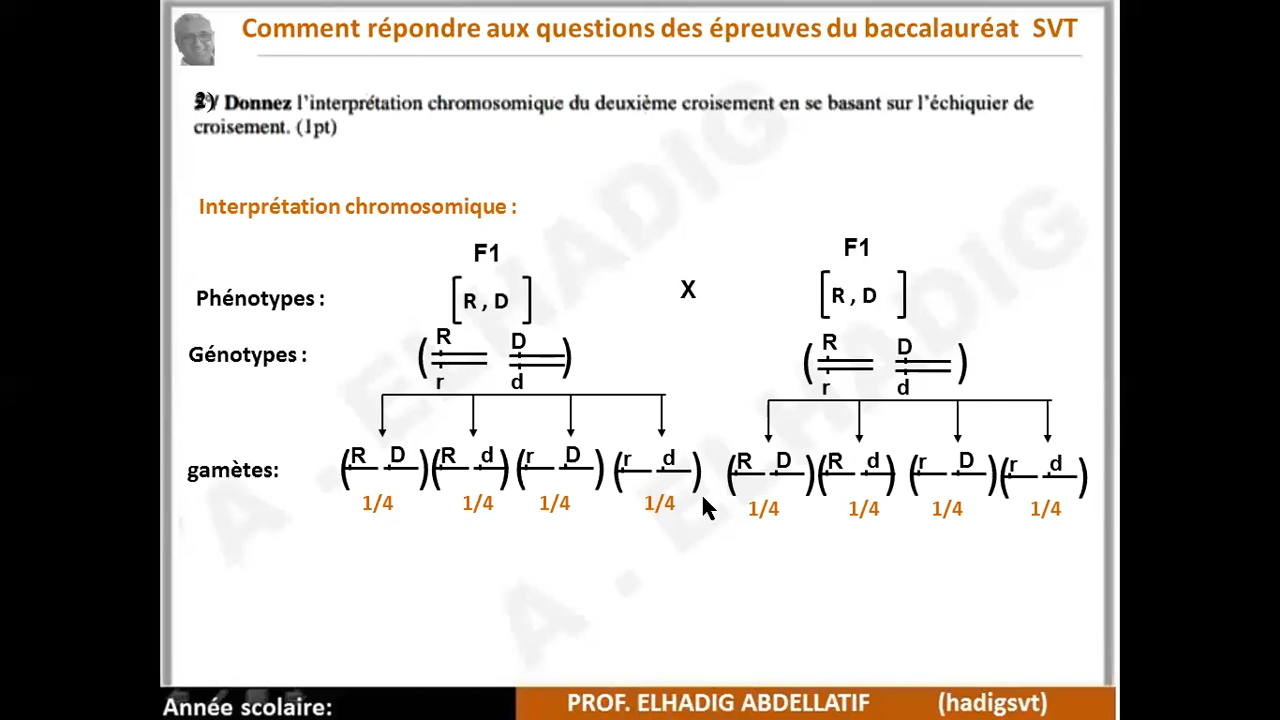 Comment répondre aux questions des épreuves du baccalauréat SVT
2) Donnez l'interprétation chromosomique du deuxième croisement en se basant sur l'échiquier de
croisement. (1pt)
Interprétation chromosomique :
F1 F1
Phénotypes : [ R , D ] X [ R , D ]
R D R D
Génotypes : ( ) ( )
r d r d
gamètes: (R D) (R d) (r D) (r d) (R D) (R d) (r D) (r d)
1/4 1/4 1/4 1/4 1/4 1/4 1/4 1/4
A . ELHADIG
A . ELHADIG
Année scolaire: PROF. ELHADIG ABDELLATIF (hadigsvt)